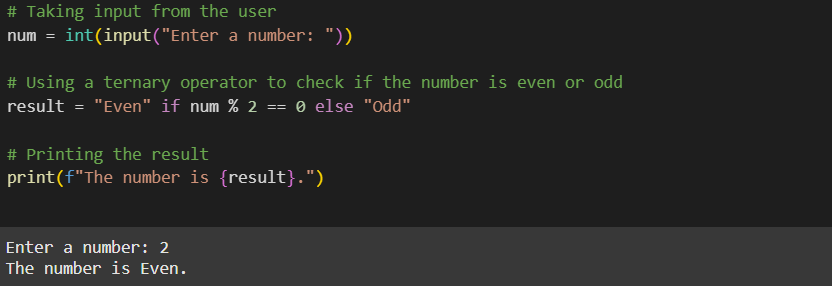 # Taking input from the user
num = int(input("Enter a number: "))
# Using a ternary operator to check if the number is even or odd
result = "Even" if num % 2 == 0 else "Odd"
# Printing the result
print(f"The number is {result}.")
Enter a number: 2
The number is Even.